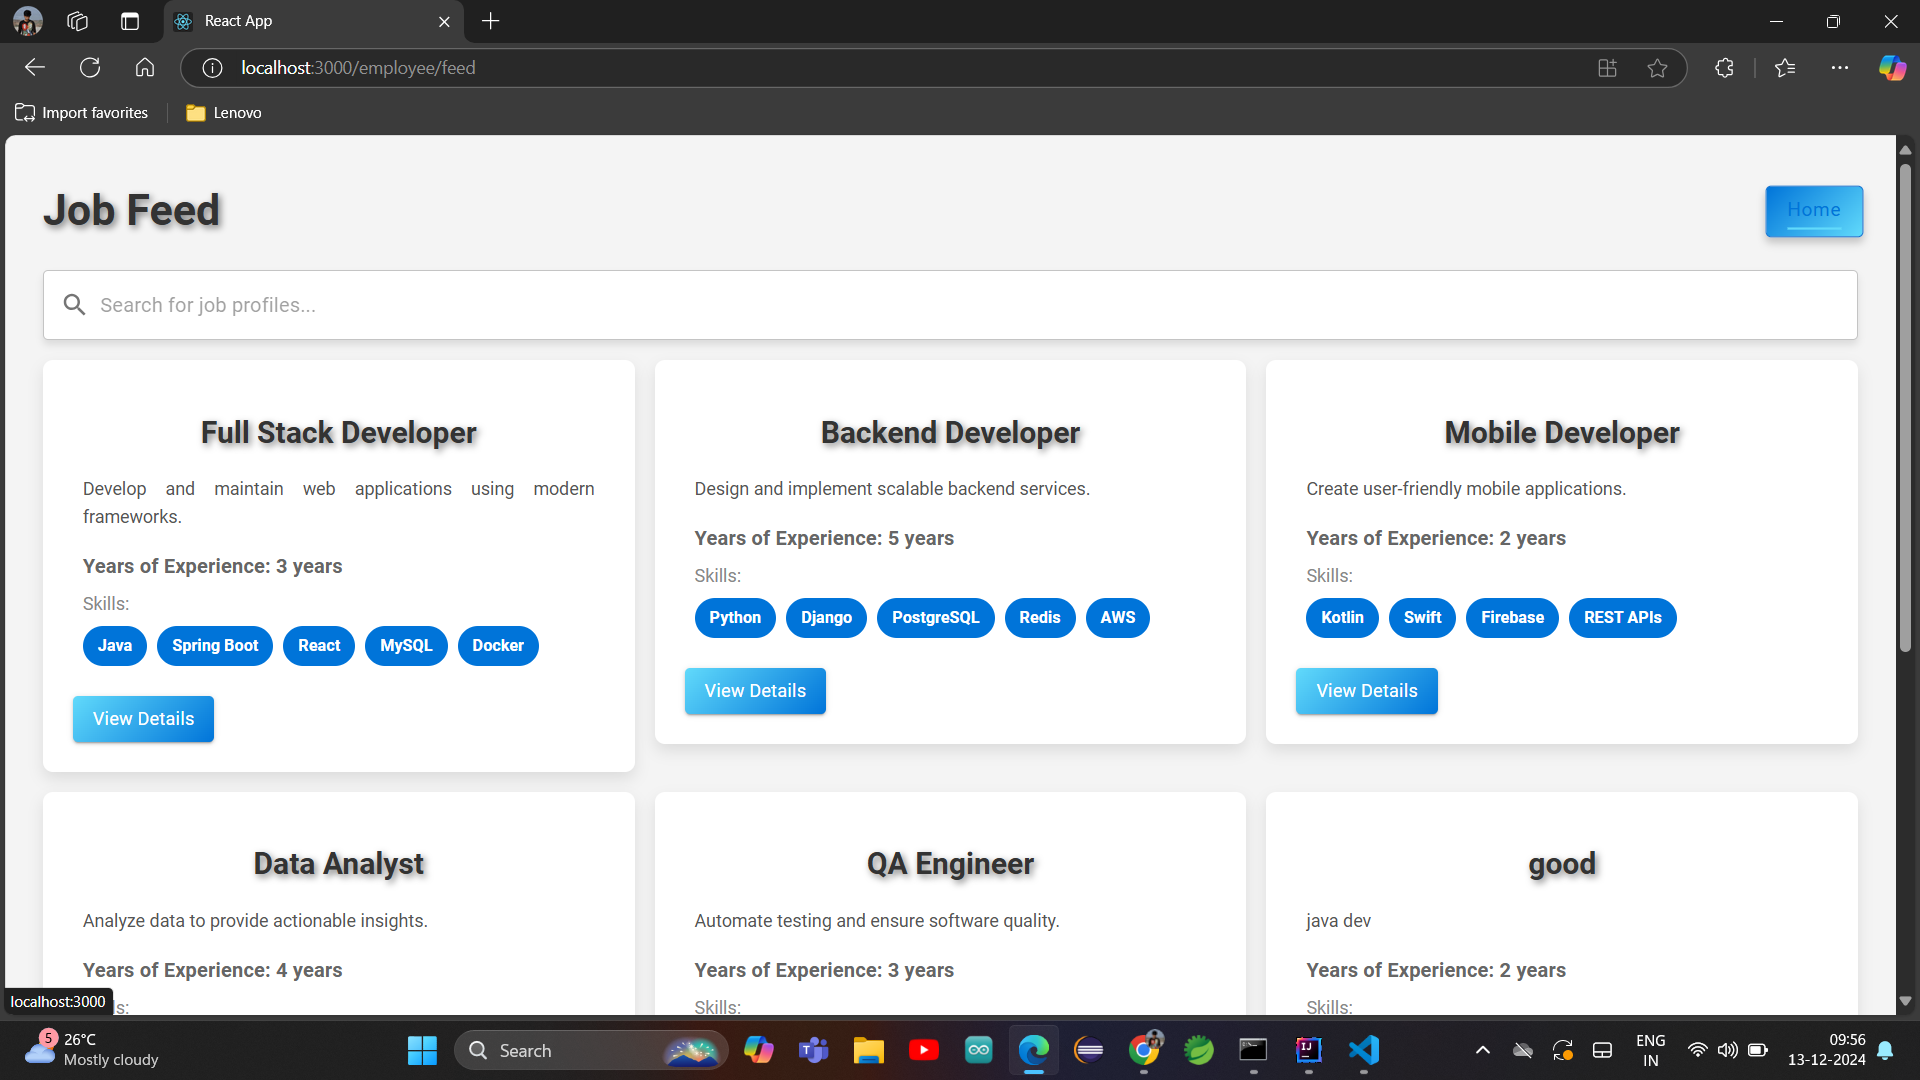 React App
localhost:3000/employee/feed
Import favorites
Lenovo
Job Feed
Home
Search for job profiles...
Full Stack Developer
Develop and maintain web applications using modern
frameworks.
Years of Experience: 3 years
Skills:
Java Spring Boot React MySQL Docker
View Details
Backend Developer
Design and implement scalable backend services.
Years of Experience: 5 years
Skills:
Python Django PostgreSQL Redis AWS
View Details
Mobile Developer
Create user-friendly mobile applications.
Years of Experience: 2 years
Skills:
Kotlin Swift Firebase REST APIs
View Details
Data Analyst
Analyze data to provide actionable insights.
Years of Experience: 4 years
ls:
QA Engineer
Automate testing and ensure software quality.
Years of Experience: 3 years
Skills:
good
java dev
Years of Experience: 2 years
Skills:
localhost:3000
5
26°C
Mostly cloudy
Search
ENG
IN
09:56
13-12-2024